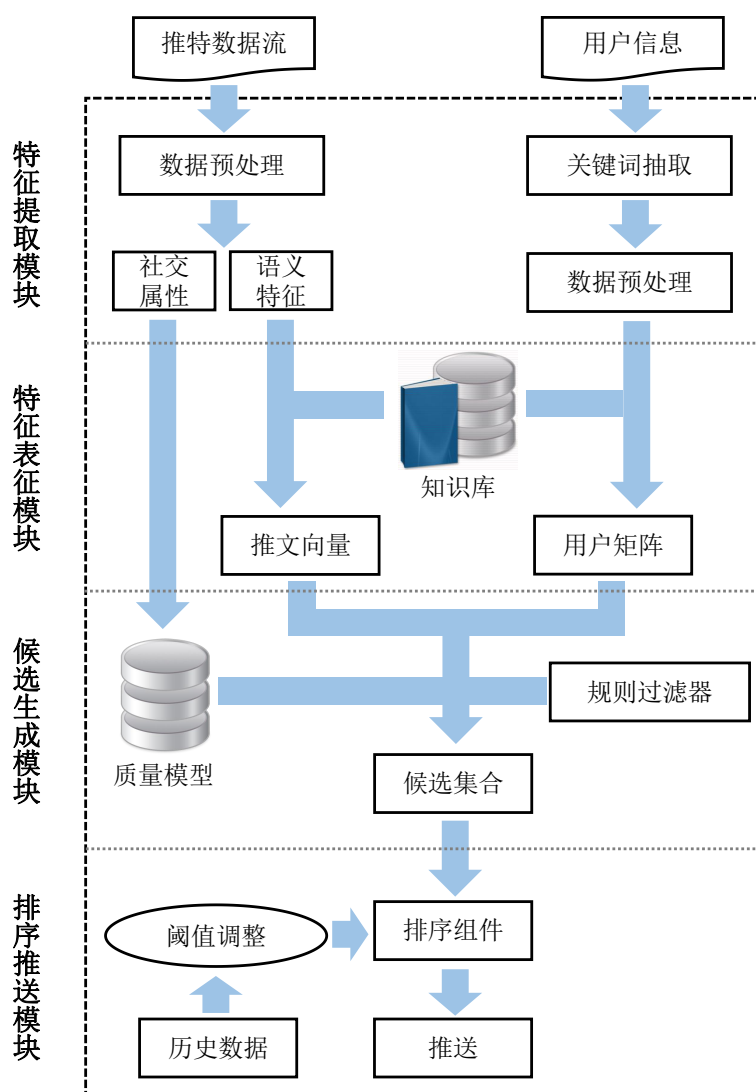 推特数据流
用户信息
特征提取模块
数据预处理
关键词抽取
社交
属性
语义
特征
数据预处理
特征表征模块
知识库
推文向量
用户矩阵
候选生成模块
规则过滤器
质量模型
候选集合
排序推送模块
阈值调整
排序组件
历史数据
推送